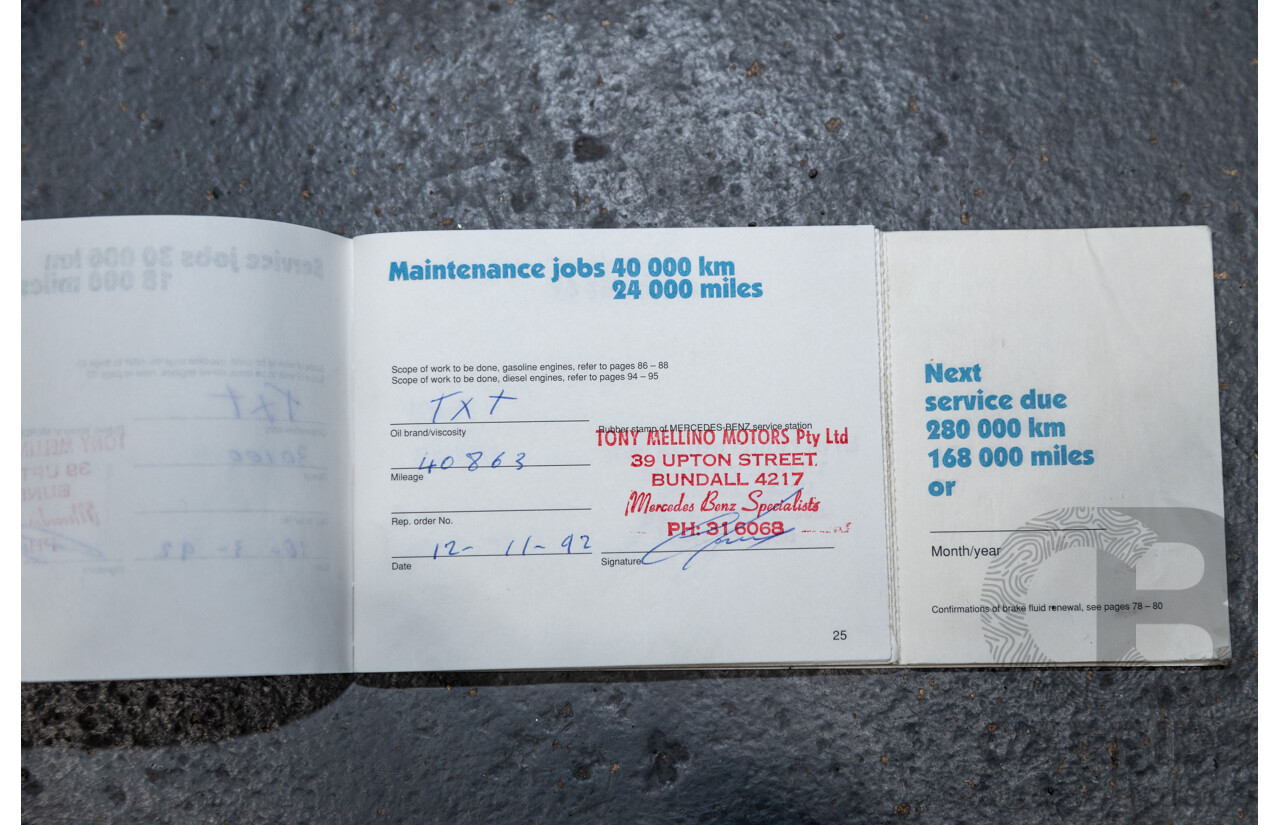 Maintenance jobs 40 000 km
24 000 miles
Scope of work to be done, gasoline engines, refer to pages 86 – 88
Scope of work to be done, diesel engines, refer to pages 94 – 95
TXT
Oil brand/viscosity
40863
Mileage
Rep. order No.
12- 11- 92
Date
Rubber stamp of MERCEDES-BENZ service station
TONY MELLINO MOTORS Pty Ltd
39 UPTON STREET.
BUNDALL 4217
Mercedes Benz Specialists
PH: 31 6068
Signature
25
Next
service due
280 000 km
168 000 miles
or
Month/year
Confirmations of brake fluid renewal, see pages 78 – 80